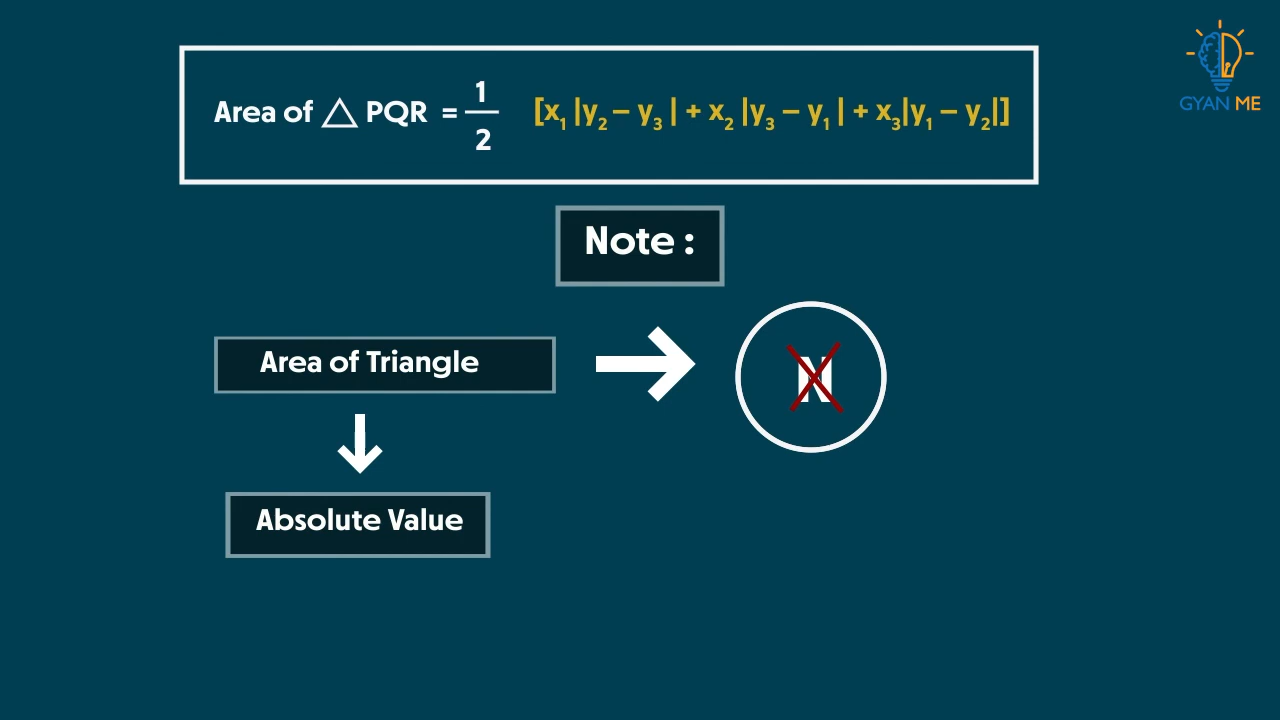 Area of △ PQR = 1/2 [x₁ |y₂ – y₃ | + x₂ |y₃ – y₁ | + x₃|y₁ – y₂|]
GYAN ME
Note :
Area of Triangle
N
Absolute Value